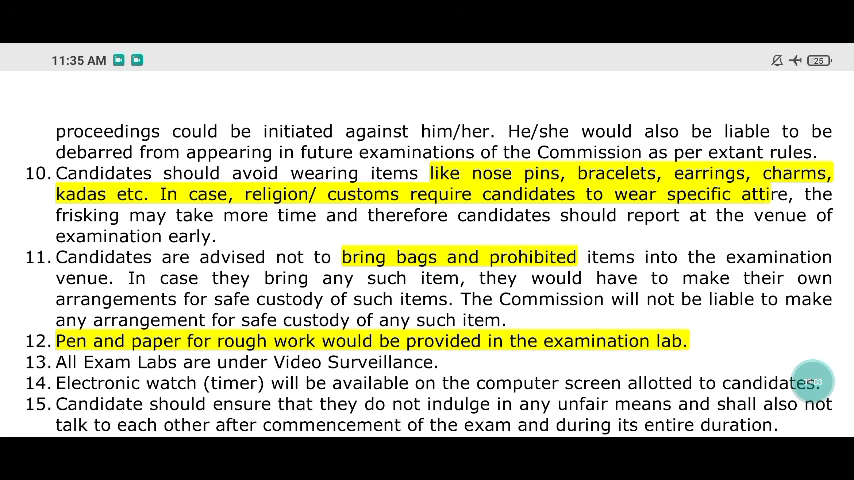 11:35 AM
25
proceedings could be initiated against him/her. He/she would also be liable to be
debarred from appearing in future examinations of the Commission as per extant rules.
10. Candidates should avoid wearing items like nose pins, bracelets, earrings, charms,
kadas etc. In case, religion/ customs require candidates to wear specific attire, the
frisking may take more time and therefore candidates should report at the venue of
examination early.
11. Candidates are advised not to bring bags and prohibited items into the examination
venue. In case they bring any such item, they would have to make their own
arrangements for safe custody of such items. The Commission will not be liable to make
any arrangement for safe custody of any such item.
12. Pen and paper for rough work would be provided in the examination lab.
13. All Exam Labs are under Video Surveillance.
14. Electronic watch (timer) will be available on the computer screen allotted to candidates.
15. Candidate should ensure that they do not indulge in any unfair means and shall also not
talk to each other after commencement of the exam and during its entire duration.